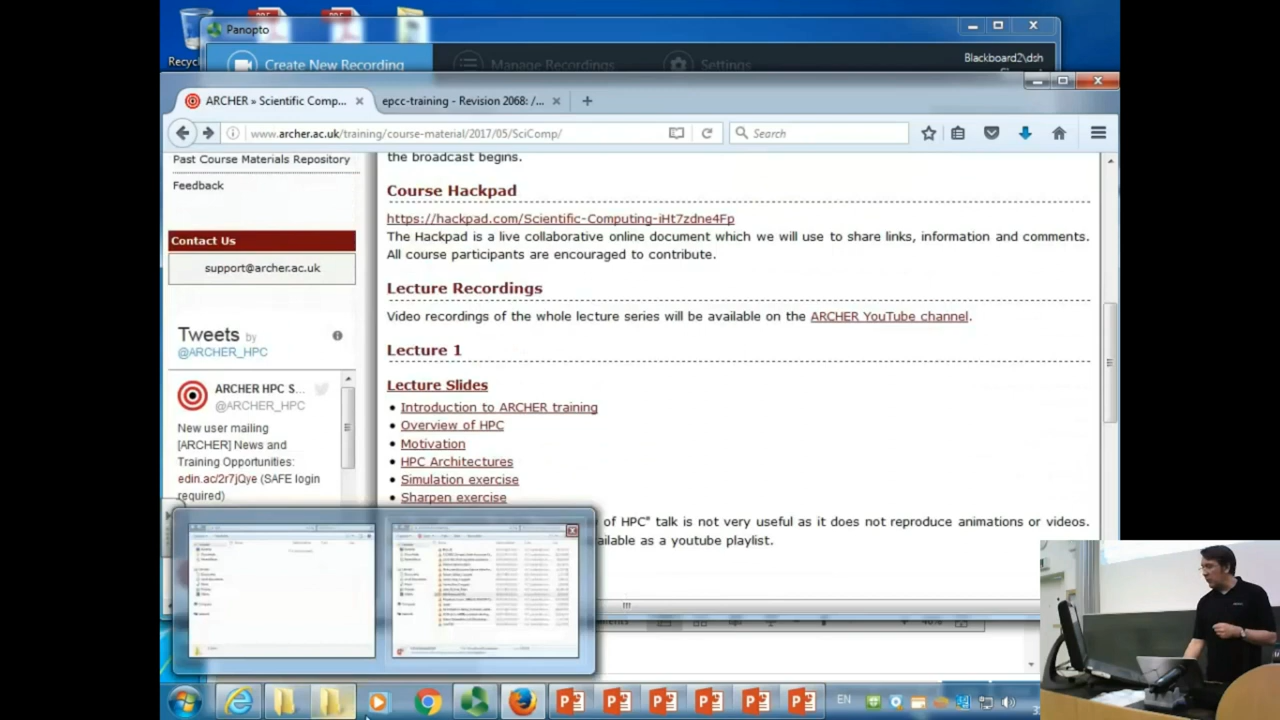 Recyc
Panopto
Create New Recording
Manage Recordings
Settings
Blackboard2\dsh
ARCHER » Scientific Comp...
epcc-training - Revision 2068: /...
www.archer.ac.uk/training/course-material/2017/05/SciComp/
Search
Past Course Materials Repository
Feedback
Contact Us
support@archer.ac.uk
Tweets by
@ARCHER_HPC
ARCHER HPC S...
@ARCHER_HPC
New user mailing
[ARCHER] News and
Training Opportunities:
edin.ac/2r7jQye (SAFE login
required)
the broadcast begins.
Course Hackpad
https://hackpad.com/Scientific-Computing-iHt7zdne4Fp
The Hackpad is a live collaborative online document which we will use to share links, information and comments.
All course participants are encouraged to contribute.
Lecture Recordings
Video recordings of the whole lecture series will be available on the ARCHER YouTube channel.
Lecture 1
Lecture Slides
Introduction to ARCHER training
Overview of HPC
Motivation
HPC Architectures
Simulation exercise
Sharpen exercise
of HPC" talk is not very useful as it does not reproduce animations or videos.
ailable as a youtube playlist.
EN